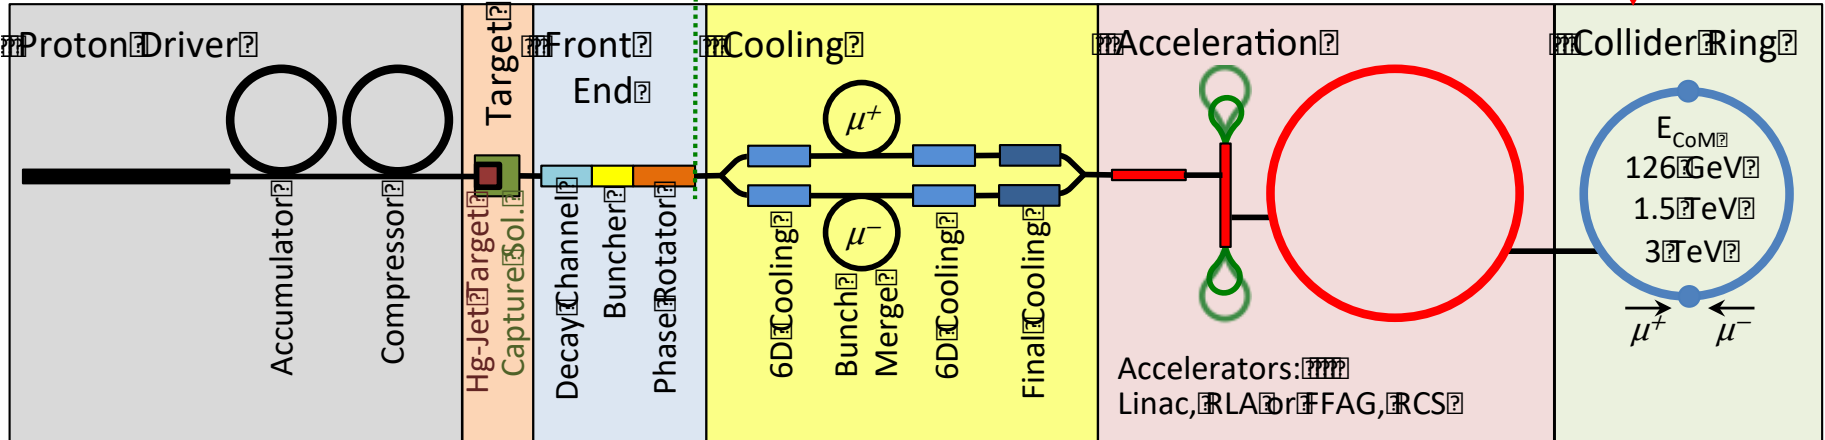 Proton Driver
Accumulator
Compressor
Target
Hg-Jet Target
Capture Sol.
Front
End
Decay Channel
Buncher
Phase Rotator
Cooling
μ+
μ−
6D Cooling
Bunch
Merge
6D Cooling
Final Cooling
Acceleration
Accelerators:
Linac, RLA or FFAG, RCS
Collider Ring
ECoM
126 GeV
1.5 TeV
3 TeV
μ+ μ−